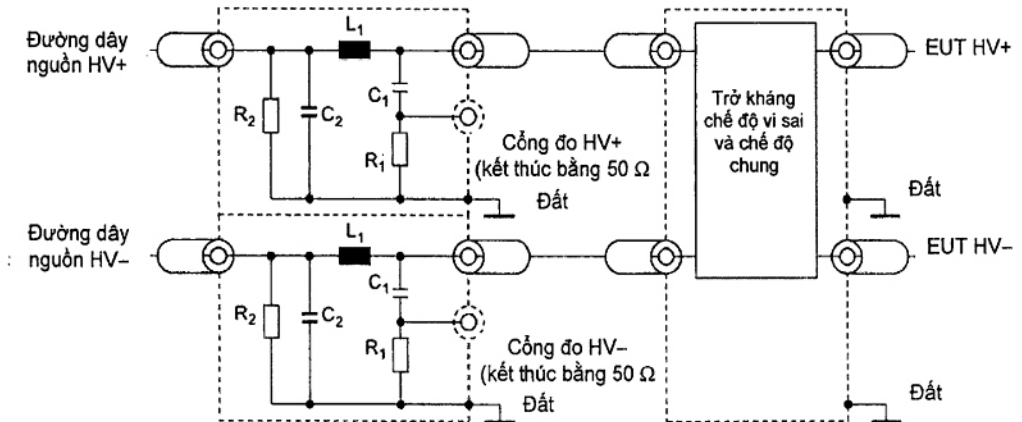 Đường dây
nguồn HV+
L1
R2
C2
C1
R1
Cổng đo HV+
(kết thúc bằng 50 Ω
Đất
Trở kháng
chế độ vi sai
và chế độ
chung
EUT HV+
Đất
Đường dây
nguồn HV–
L1
R2
C2
C1
R1
Cổng đo HV–
(kết thúc bằng 50 Ω
Đất
EUT HV–
Đất